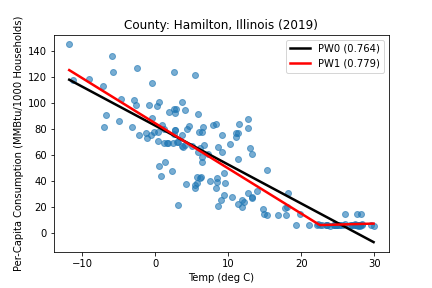 County: Hamilton, Illinois (2019)
Per-Capita Consumption (MMBtu/1000 Households)
140
120
100
80
60
40
20
0
PW0 (0.764)
PW1 (0.779)
−10 0 10 20 30
Temp (deg C)